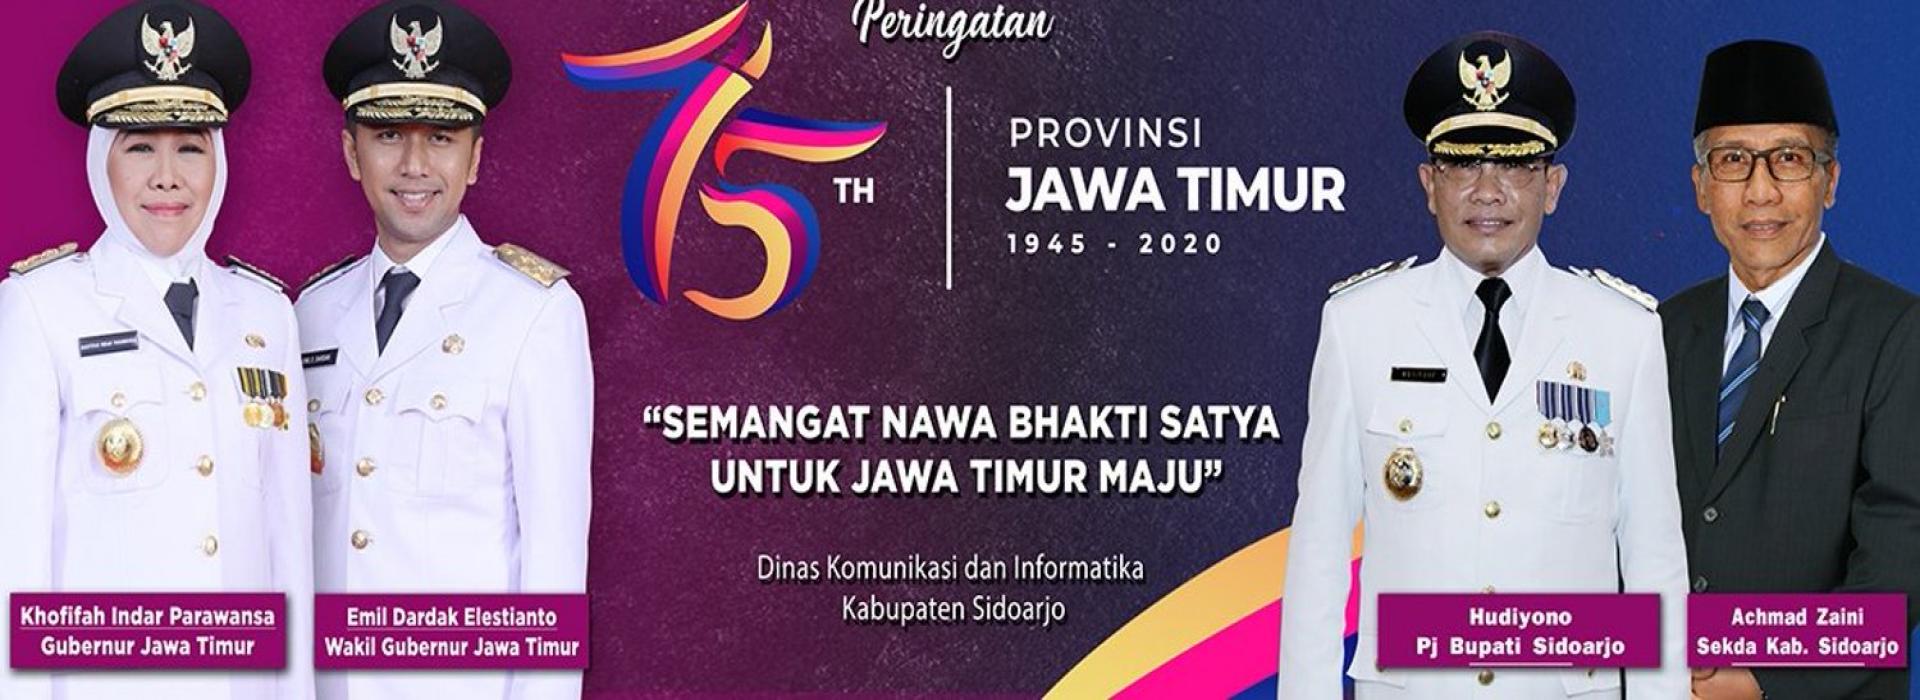 Peringatan
75 TH
PROVINSI
JAWA TIMUR
1945 - 2020
“SEMANGAT NAWA BHAKTI SATYA
UNTUK JAWA TIMUR MAJU”
Dinas Komunikasi dan Informatika
Kabupaten Sidoarjo
Khofifah Indar Parawansa
Gubernur Jawa Timur
Emil Dardak Elestianto
Wakil Gubernur Jawa Timur
Hudiyono
Pj Bupati Sidoarjo
Achmad Zaini
Sekda Kab. Sidoarjo